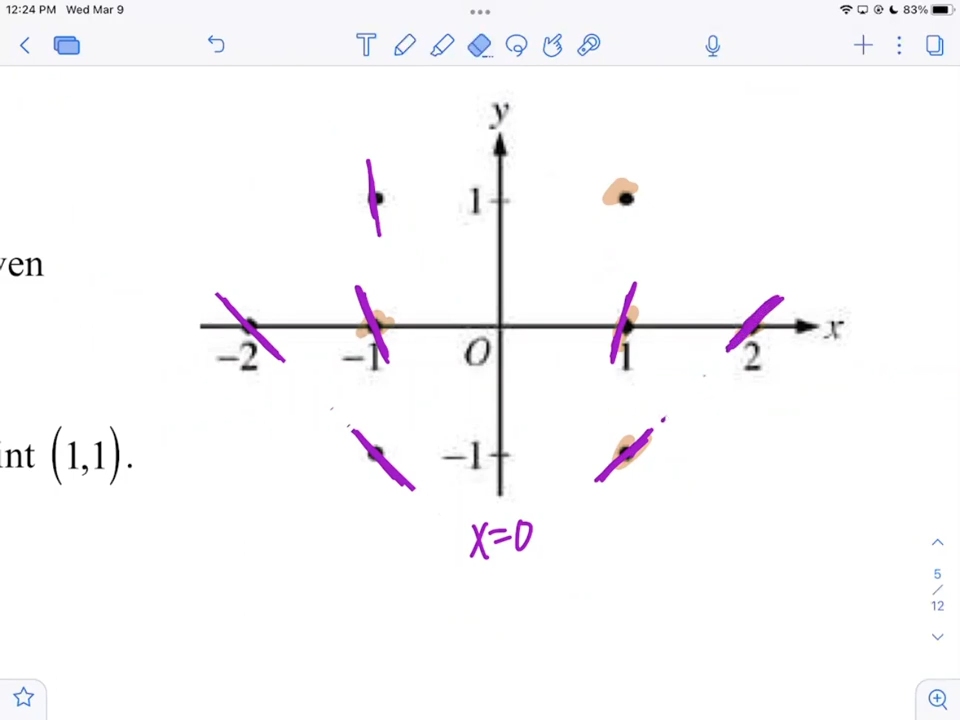 12:24 PM Wed Mar 9
83%
T
y
1
ven
-2 -1 O 1 2 x
int (1,1).
-1
x=0
5
/
12